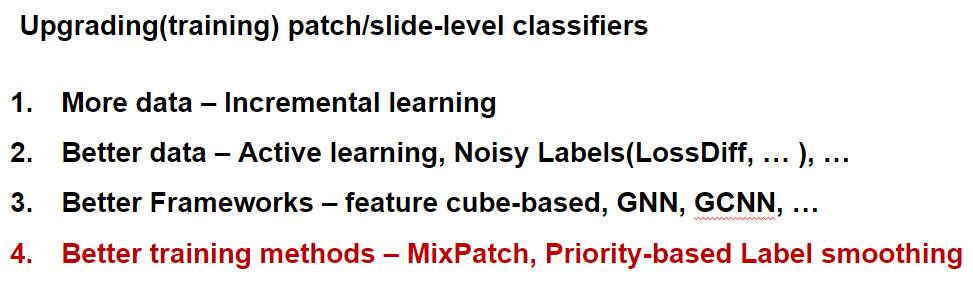 Upgrading(training) patch/slide-level classifiers
1. More data – Incremental learning
2. Better data – Active learning, Noisy Labels(LossDiff, … ), …
3. Better Frameworks – feature cube-based, GNN, GCNN, …
4. Better training methods – MixPatch, Priority-based Label smoothing